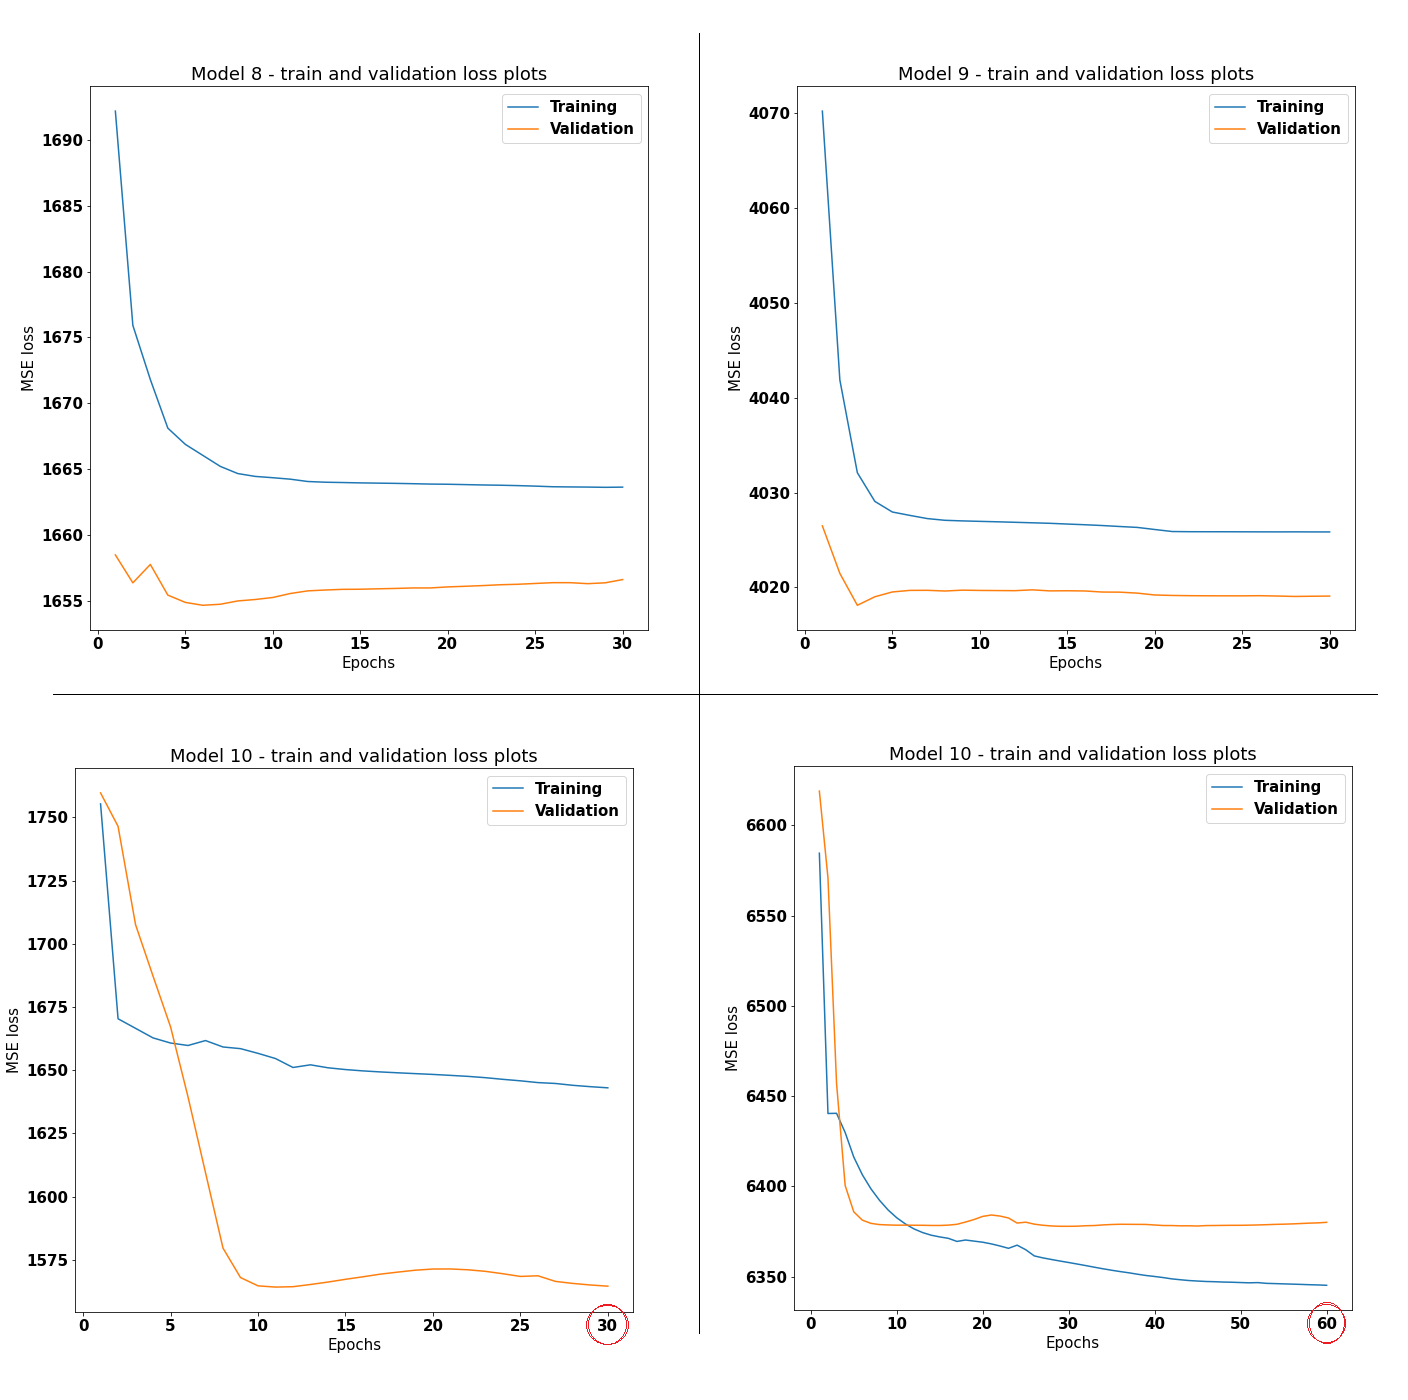 Model 8 - train and validation loss plots
Training
Validation
1690
1685
1680
1675
1670
1665
1660
1655
MSE loss
0 5 10 15 20 25 30
Epochs
Model 9 - train and validation loss plots
Training
Validation
4070
4060
4050
4040
4030
4020
MSE loss
0 5 10 15 20 25 30
Epochs
Model 10 - train and validation loss plots
Training
Validation
1750
1725
1700
1675
1650
1625
1600
1575
MSE loss
0 5 10 15 20 25 30
Epochs
Model 10 - train and validation loss plots
Training
Validation
6600
6550
6500
6450
6400
6350
MSE loss
0 10 20 30 40 50 60
Epochs